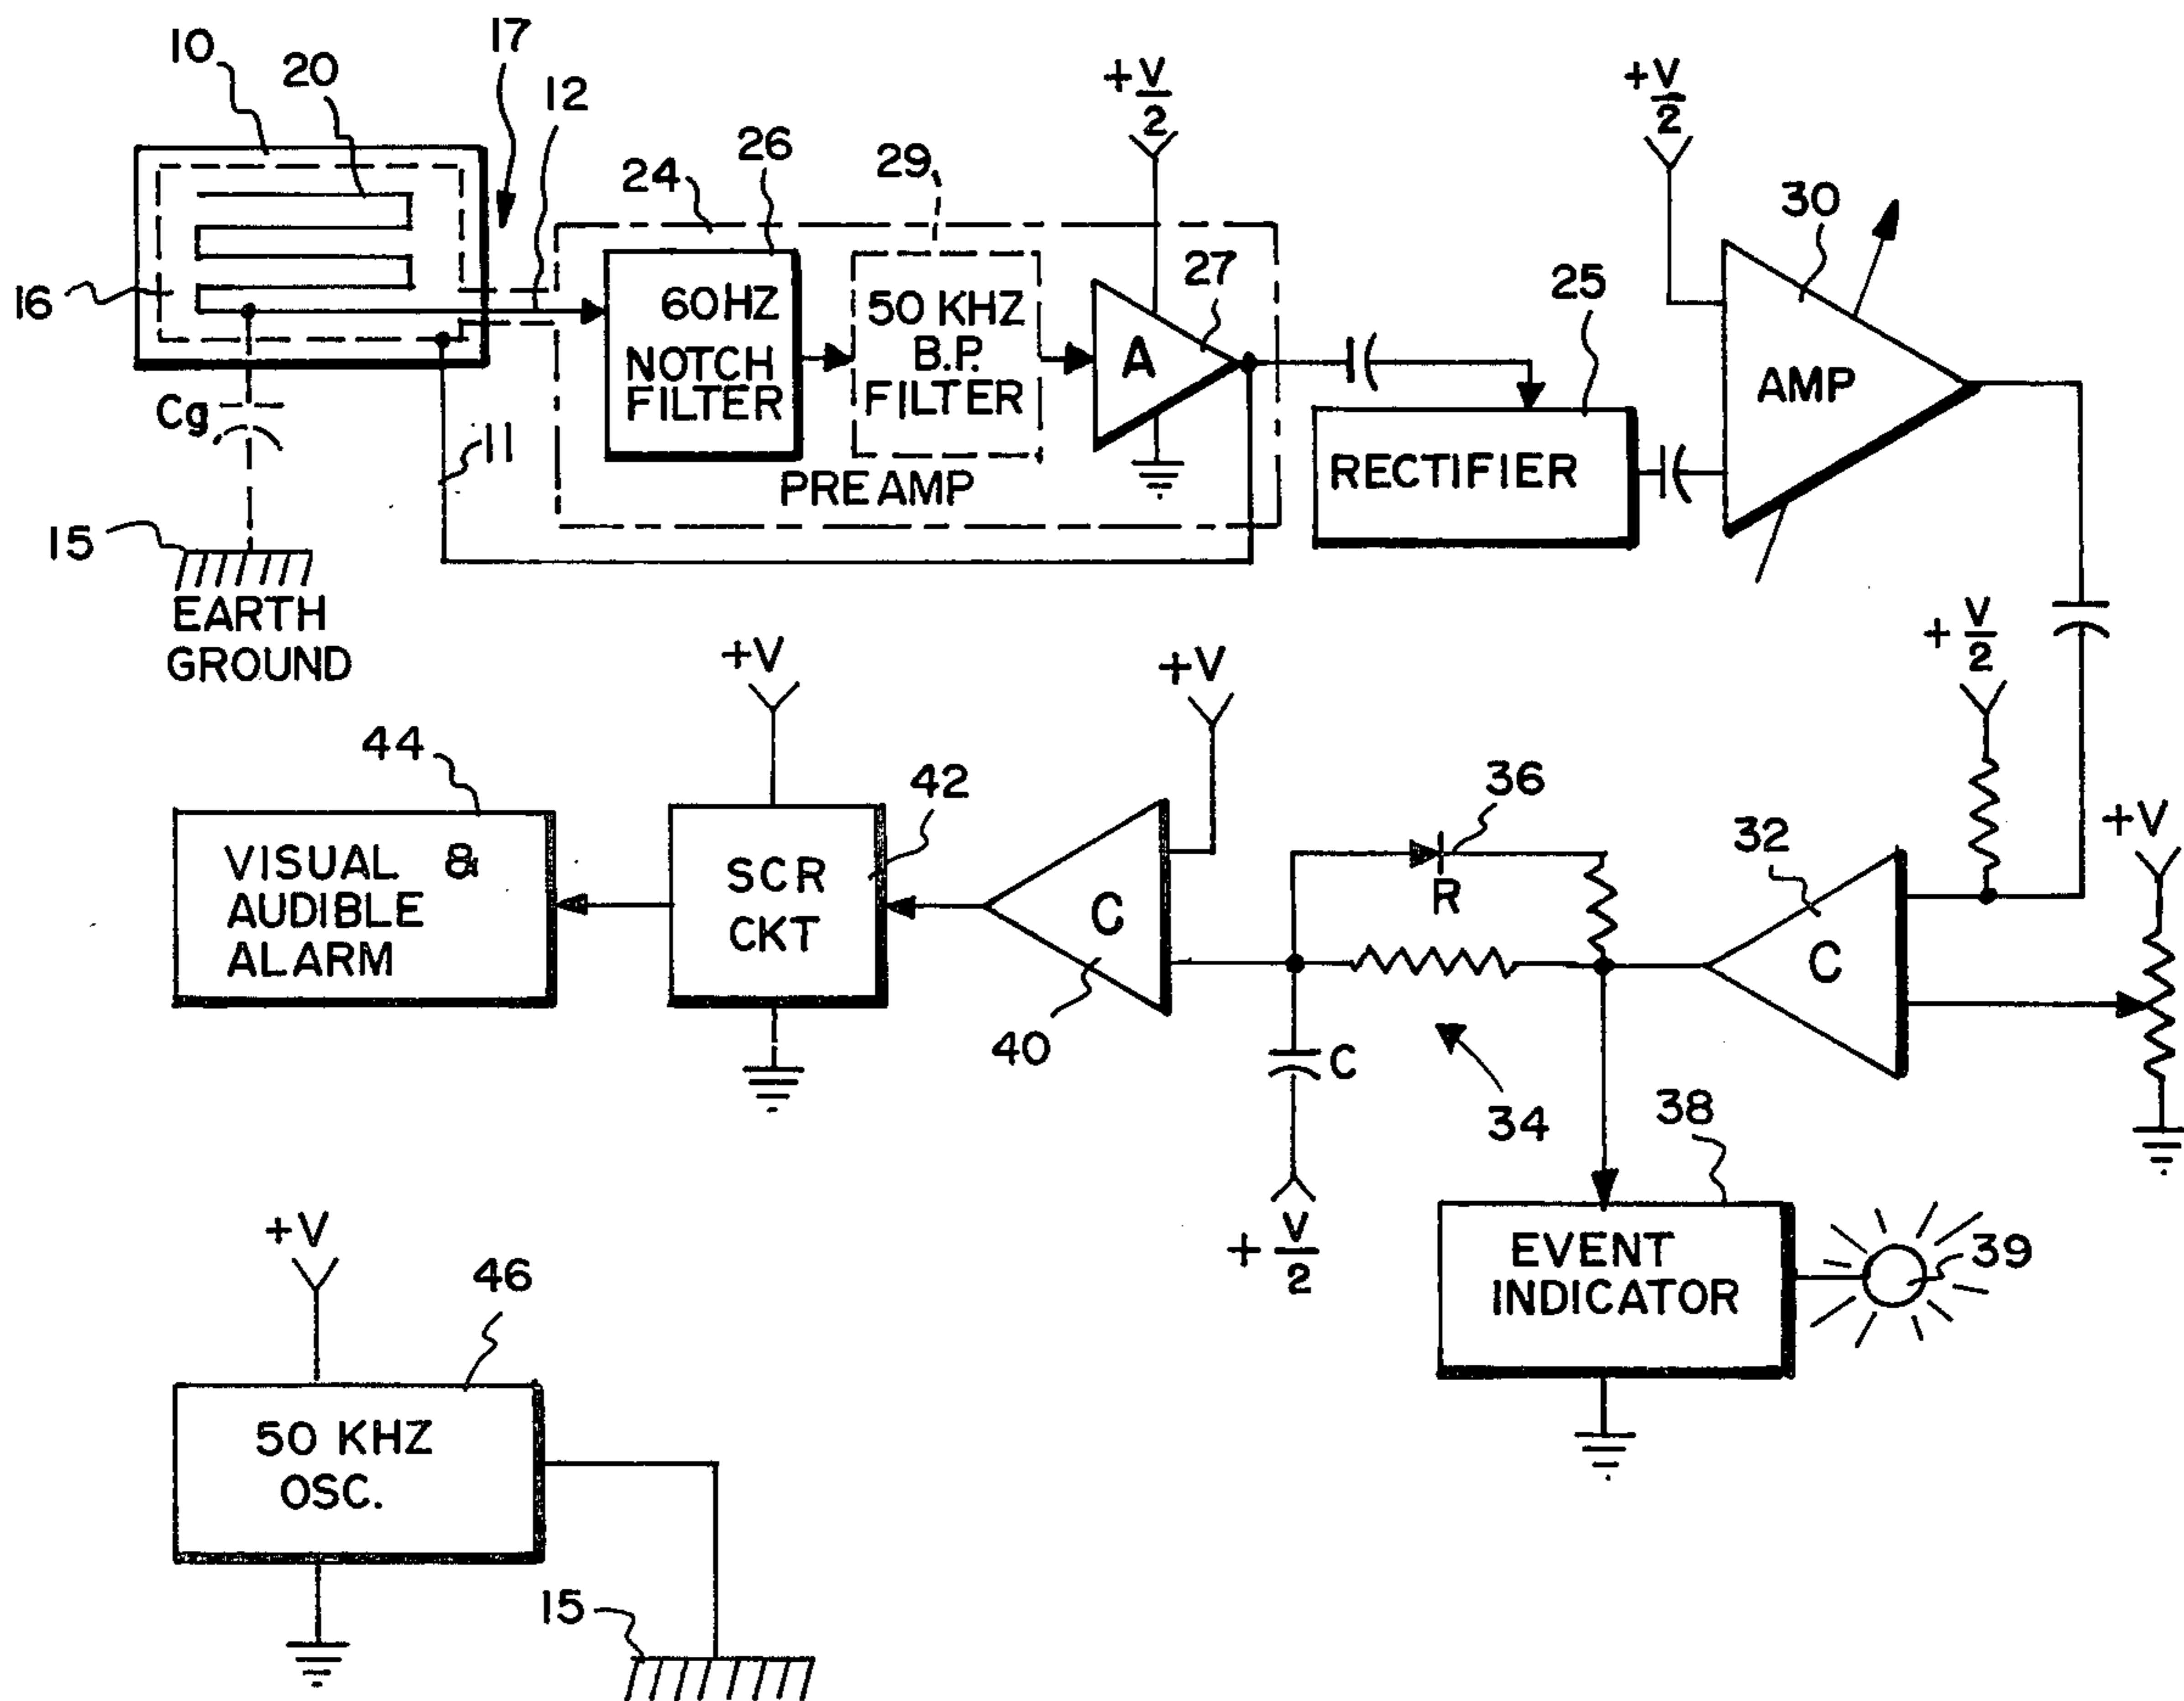 10
20
17
12
16
Cg
11
15
EARTH
GROUND
24
26
29
+V/2
27
60HZ
NOTCH
FILTER
50 KHZ
B.P.
FILTER
A
PREAMP
25
RECTIFIER
+V/2
30
AMP
44
VISUAL &
AUDIBLE
ALARM
+V
42
SCR
CKT
+V
C
40
36
R
34
C
+V/2
32
C
+V/2
+V
38
EVENT
INDICATOR
39
+V
46
50 KHZ
OSC.
15